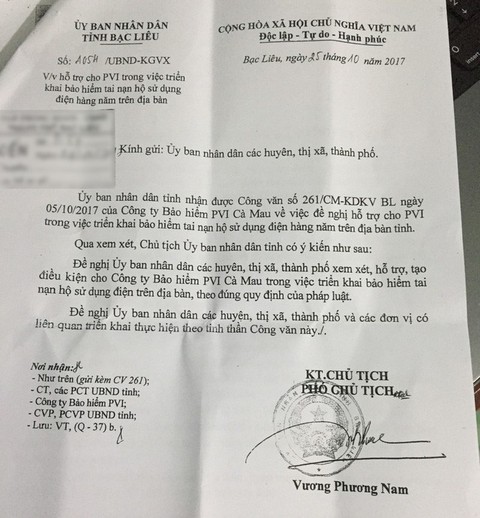 ỦY BAN NHÂN DÂN
TỈNH BẠC LIÊU
CỘNG HÒA XÃ HỘI CHỦ NGHĨA VIỆT NAM
Độc lập - Tự do - Hạnh phúc
Số: /UBND-KGVX
Bạc Liêu, ngày 25 tháng 10 năm 2017
V/v hỗ trợ cho PVI trong việc triển
khai bảo hiểm tai nạn hộ sử dụng
điện hàng năm trên địa bàn
Kính gửi: Ủy ban nhân dân các huyện, thị xã, thành phố.
Ủy ban nhân dân tỉnh nhận được Công văn số 261/CM-KDKV BL ngày
05/10/2017 của Công ty Bảo hiểm PVI Cà Mau về việc đề nghị hỗ trợ cho PVI
trong việc triển khai bảo hiểm tai nạn hộ sử dụng điện hàng năm trên địa bàn tỉnh.
Qua xem xét, Chủ tịch Ủy ban nhân dân tỉnh có ý kiến như sau:
Đề nghị Ủy ban nhân dân các huyện, thị xã, thành phố xem xét, hỗ trợ, tạo
điều kiện cho Công ty Bảo hiểm PVI Cà Mau trong việc triển khai bảo hiểm tai
nạn hộ sử dụng điện trên địa bàn, theo đúng quy định của pháp luật.
Đề nghị Ủy ban nhân dân các huyện, thị xã, thành phố và các đơn vị có
liên quan triển khai thực hiện theo tinh thần Công văn này./.
Nơi nhận:
- Như trên (gửi kèm CV 261);
- CT, các PCT UBND tỉnh;
- Công ty Bảo hiểm PVI;
- CVP, PCVP UBND tỉnh;
- Lưu: VT, (Q - 37) b.
KT.CHỦ TỊCH
PHÓ CHỦ TỊCH
Vương Phương Nam